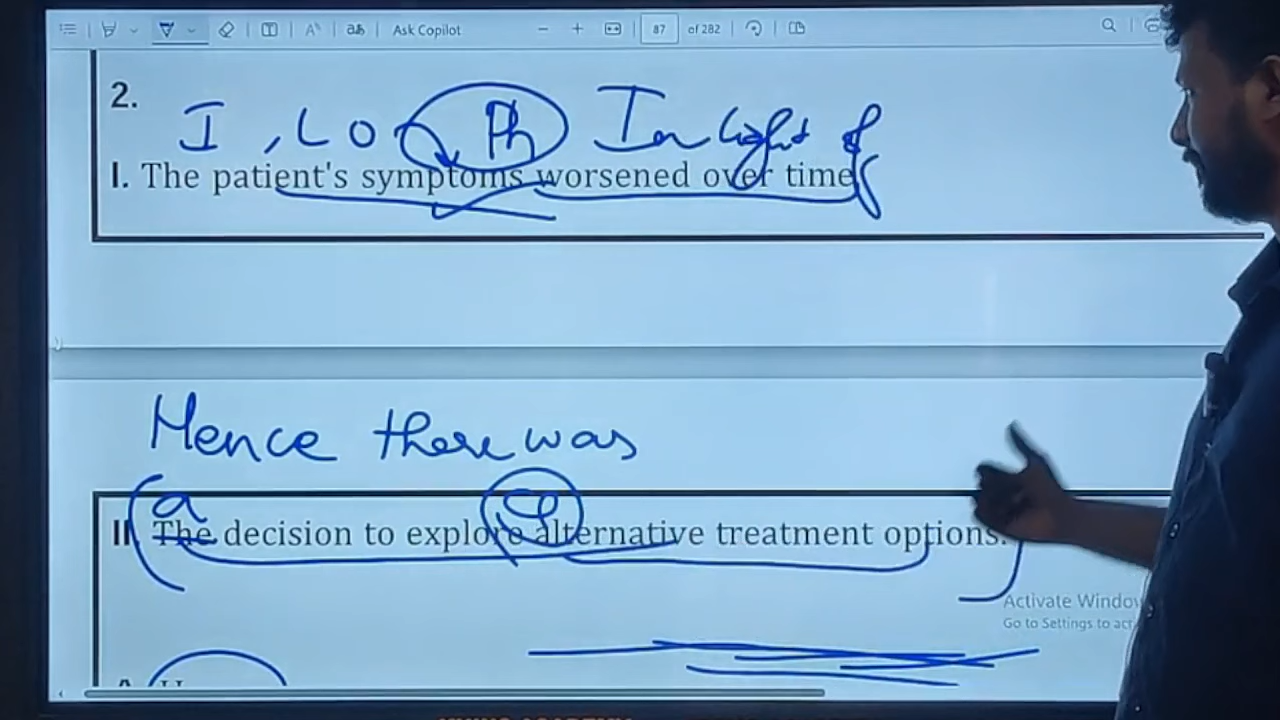 Ask Copilot 87 of 282
2.
I , LO Ph In light of
I. The patient's symptoms worsened over time
Hence there was
a
II The decision to explore alternative treatment options.
Activate Window
Go to Settings to act